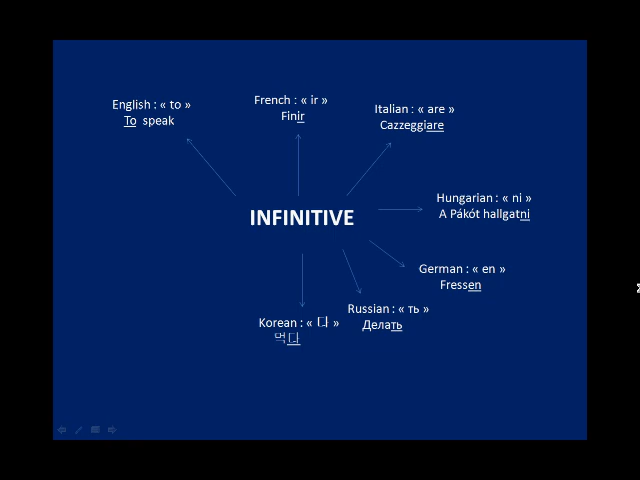 English : « to »
To speak
French : « ir »
Finir
Italian : « are »
Cazzeggiare
Hungarian : « ni »
A Pákót hallgatni
INFINITIVE
German : « en »
Fressen
Russian : « ть »
Делать
Korean : « 다 »
먹다